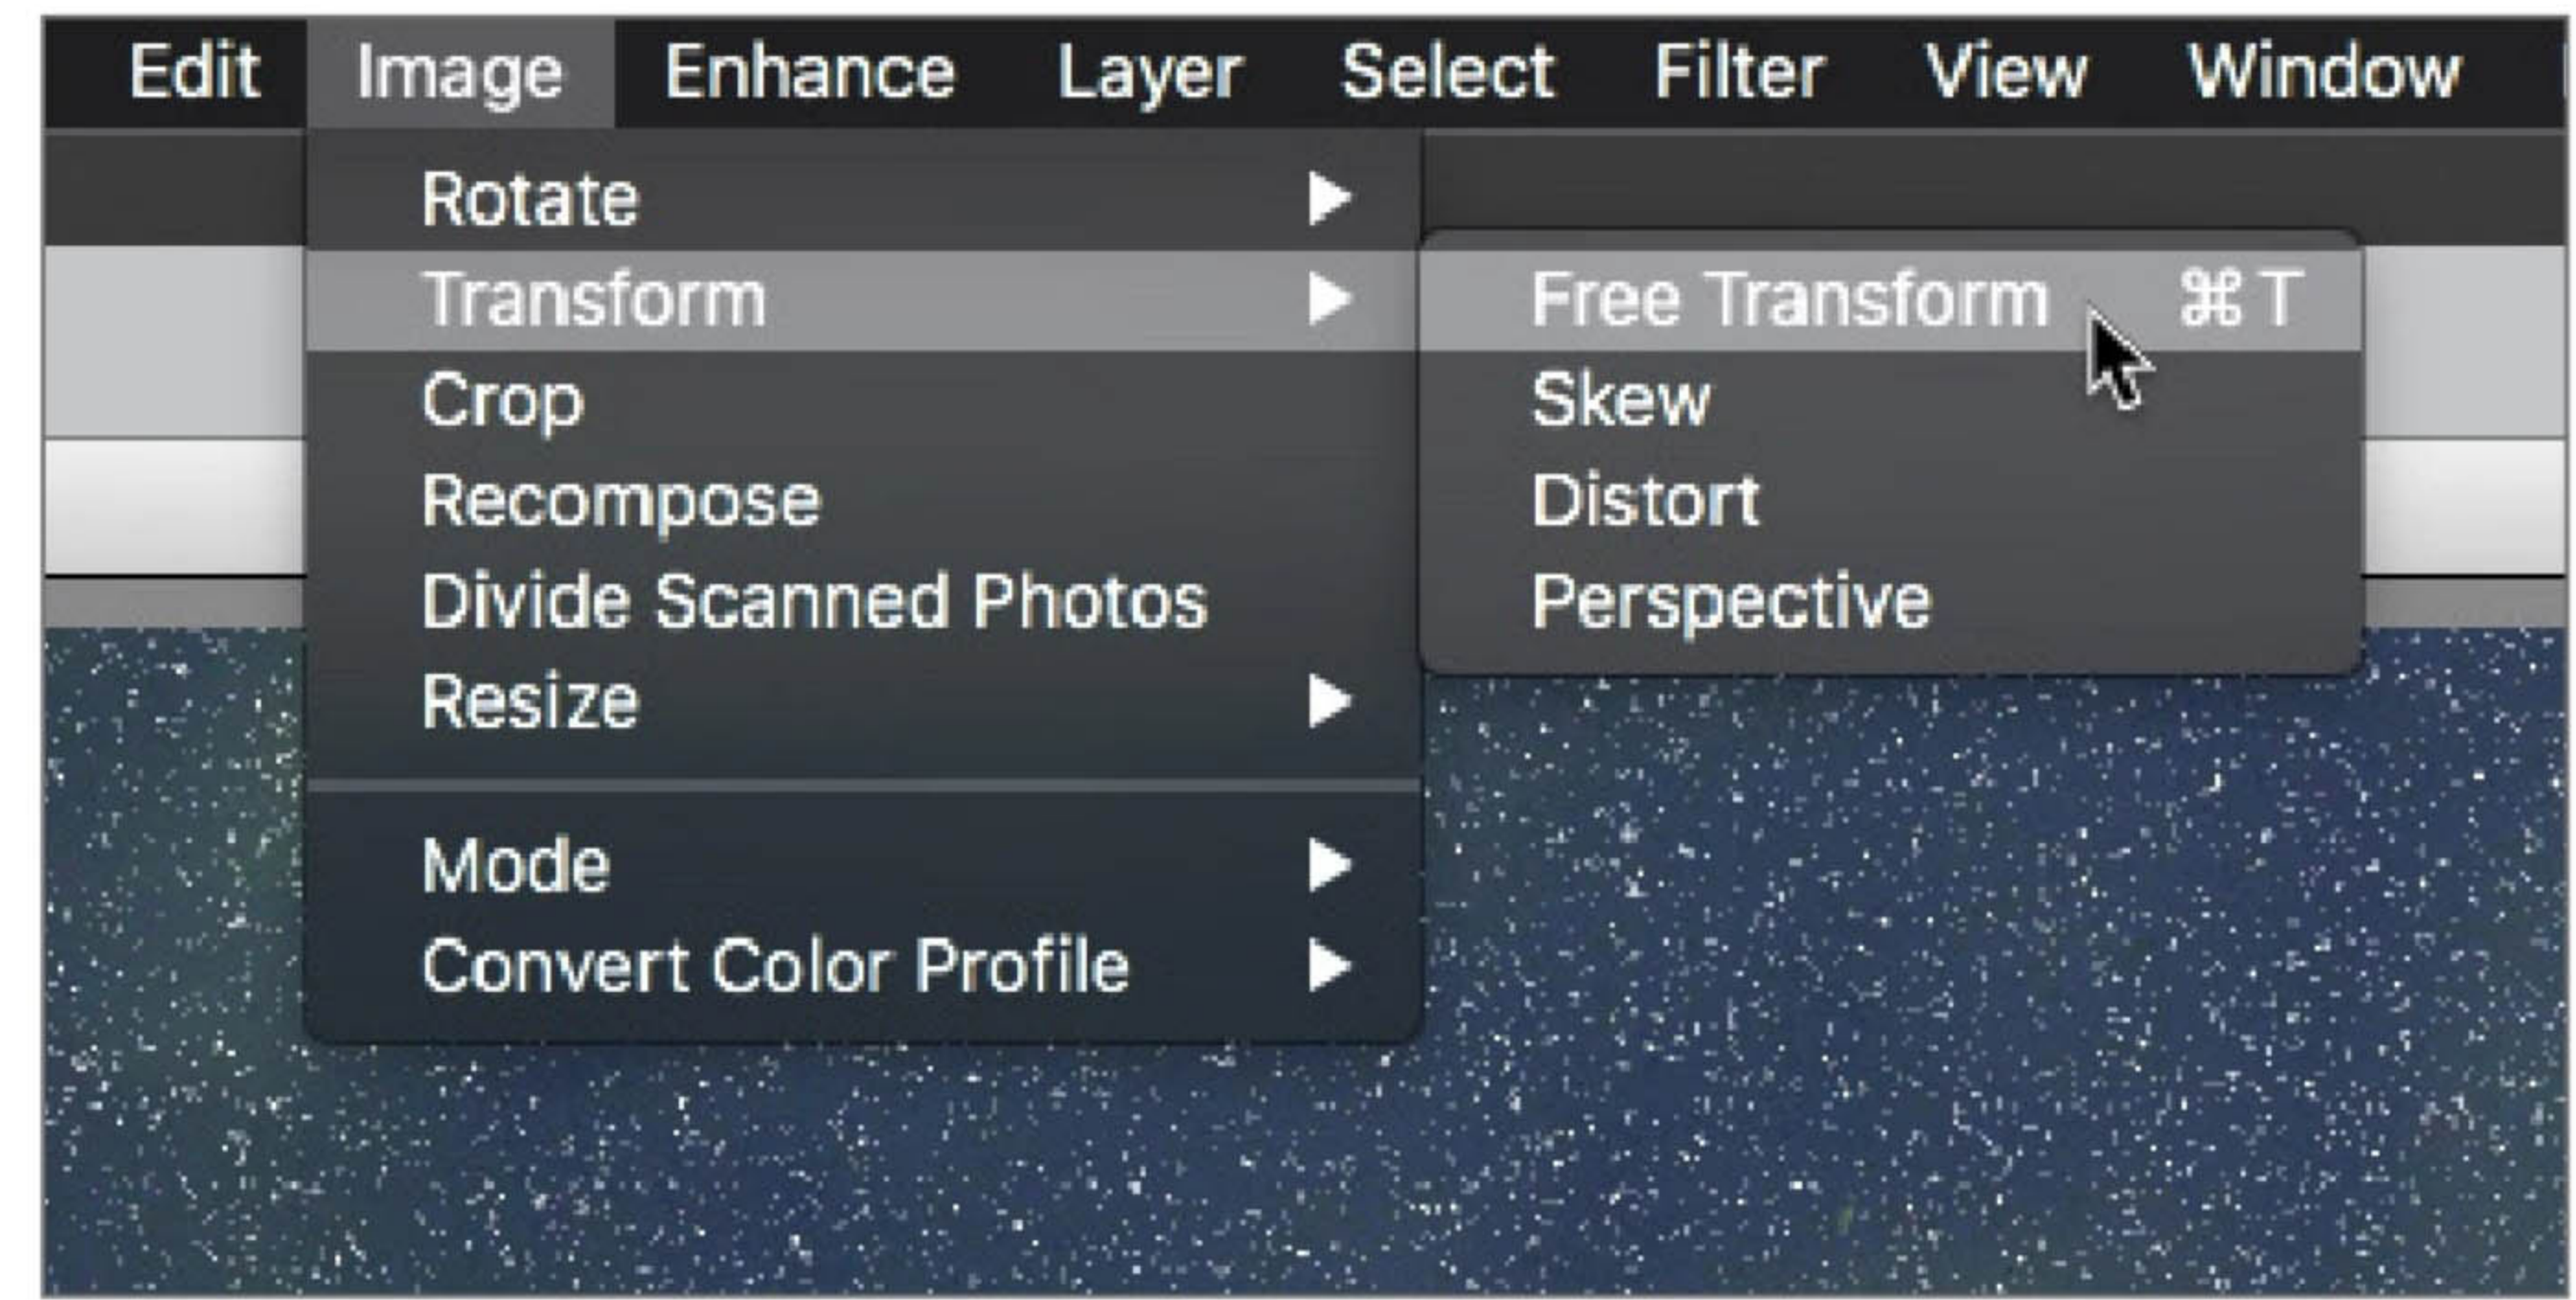 Edit Image Enhance Layer Select Filter View Window
Rotate ▶
Transform ▶
Crop
Recompose
Divide Scanned Photos
Resize ▶
Mode ▶
Convert Color Profile ▶
Free Transform ⌘T
Skew
Distort
Perspective